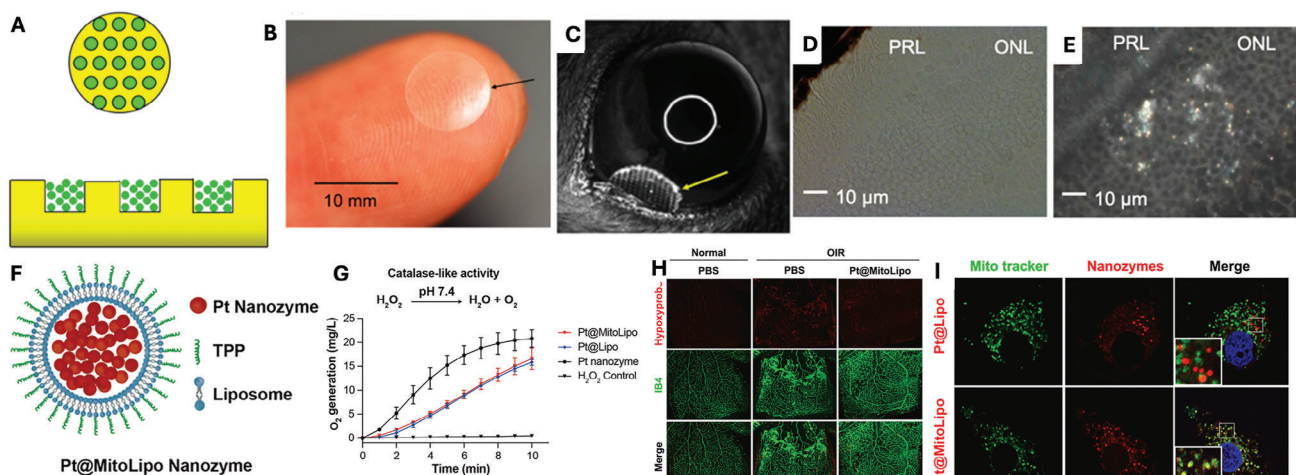 A
B
10 mm
C
D
PRL
ONL
10 µm
E
PRL
ONL
10 µm
F
Pt Nanozyme
TPP
Liposome
Pt@MitoLipo Nanozyme
G
Catalase-like activity
pH 7.4
H₂O₂
H₂O + O₂
Pt@MitoLipo
Pt@Lipo
Pt nanozyme
H₂O₂ Control
O₂ generation (mg/L)
25
20
15
10
5
0
0
2
4
6
8
10
Time (min)
H
Normal
OIR
PBS
PBS
Pt@MitoLipo
Hypoxyprob
IB4
Merge
I
Mito tracker
Nanozymes
Merge
Pt@Lipo
t@MitoLipo